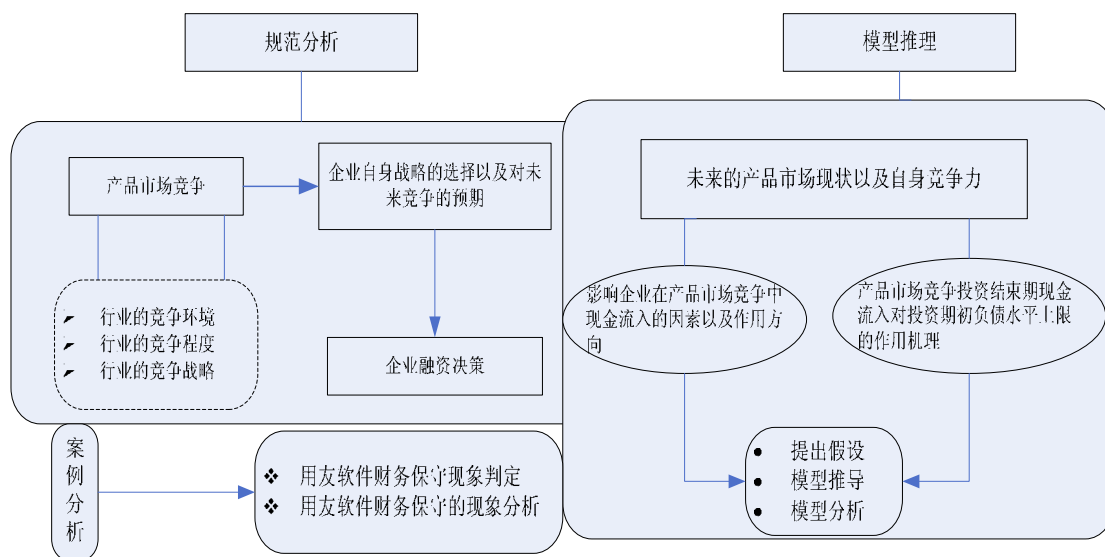 规范分析
产品市场竞争
企业自身战略的选择以及对未
来竞争的预期
行业的竞争环境
行业的竞争程度
行业的竞争战略
企业融资决策
模型推理
未来的产品市场现状以及自身竞争力
影响企业在产品市场竞争中
现金流入的因素以及作用方
向
产品市场竞争投资结束期现金
流入对投资期初负债水平上限
的作用机理
提出假设
模型推导
模型分析
案
例
分
析
用友软件财务保守现象判定
用友软件财务保守的现象分析